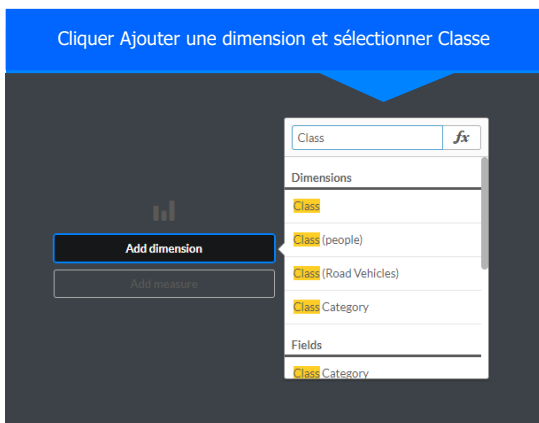 Cliquer Ajouter une dimension et sélectionner Classe
Class
fx
Dimensions
Class
Class (people)
Class (Road Vehicles)
Class Category
Fields
Class Category
Add dimension
Add measure